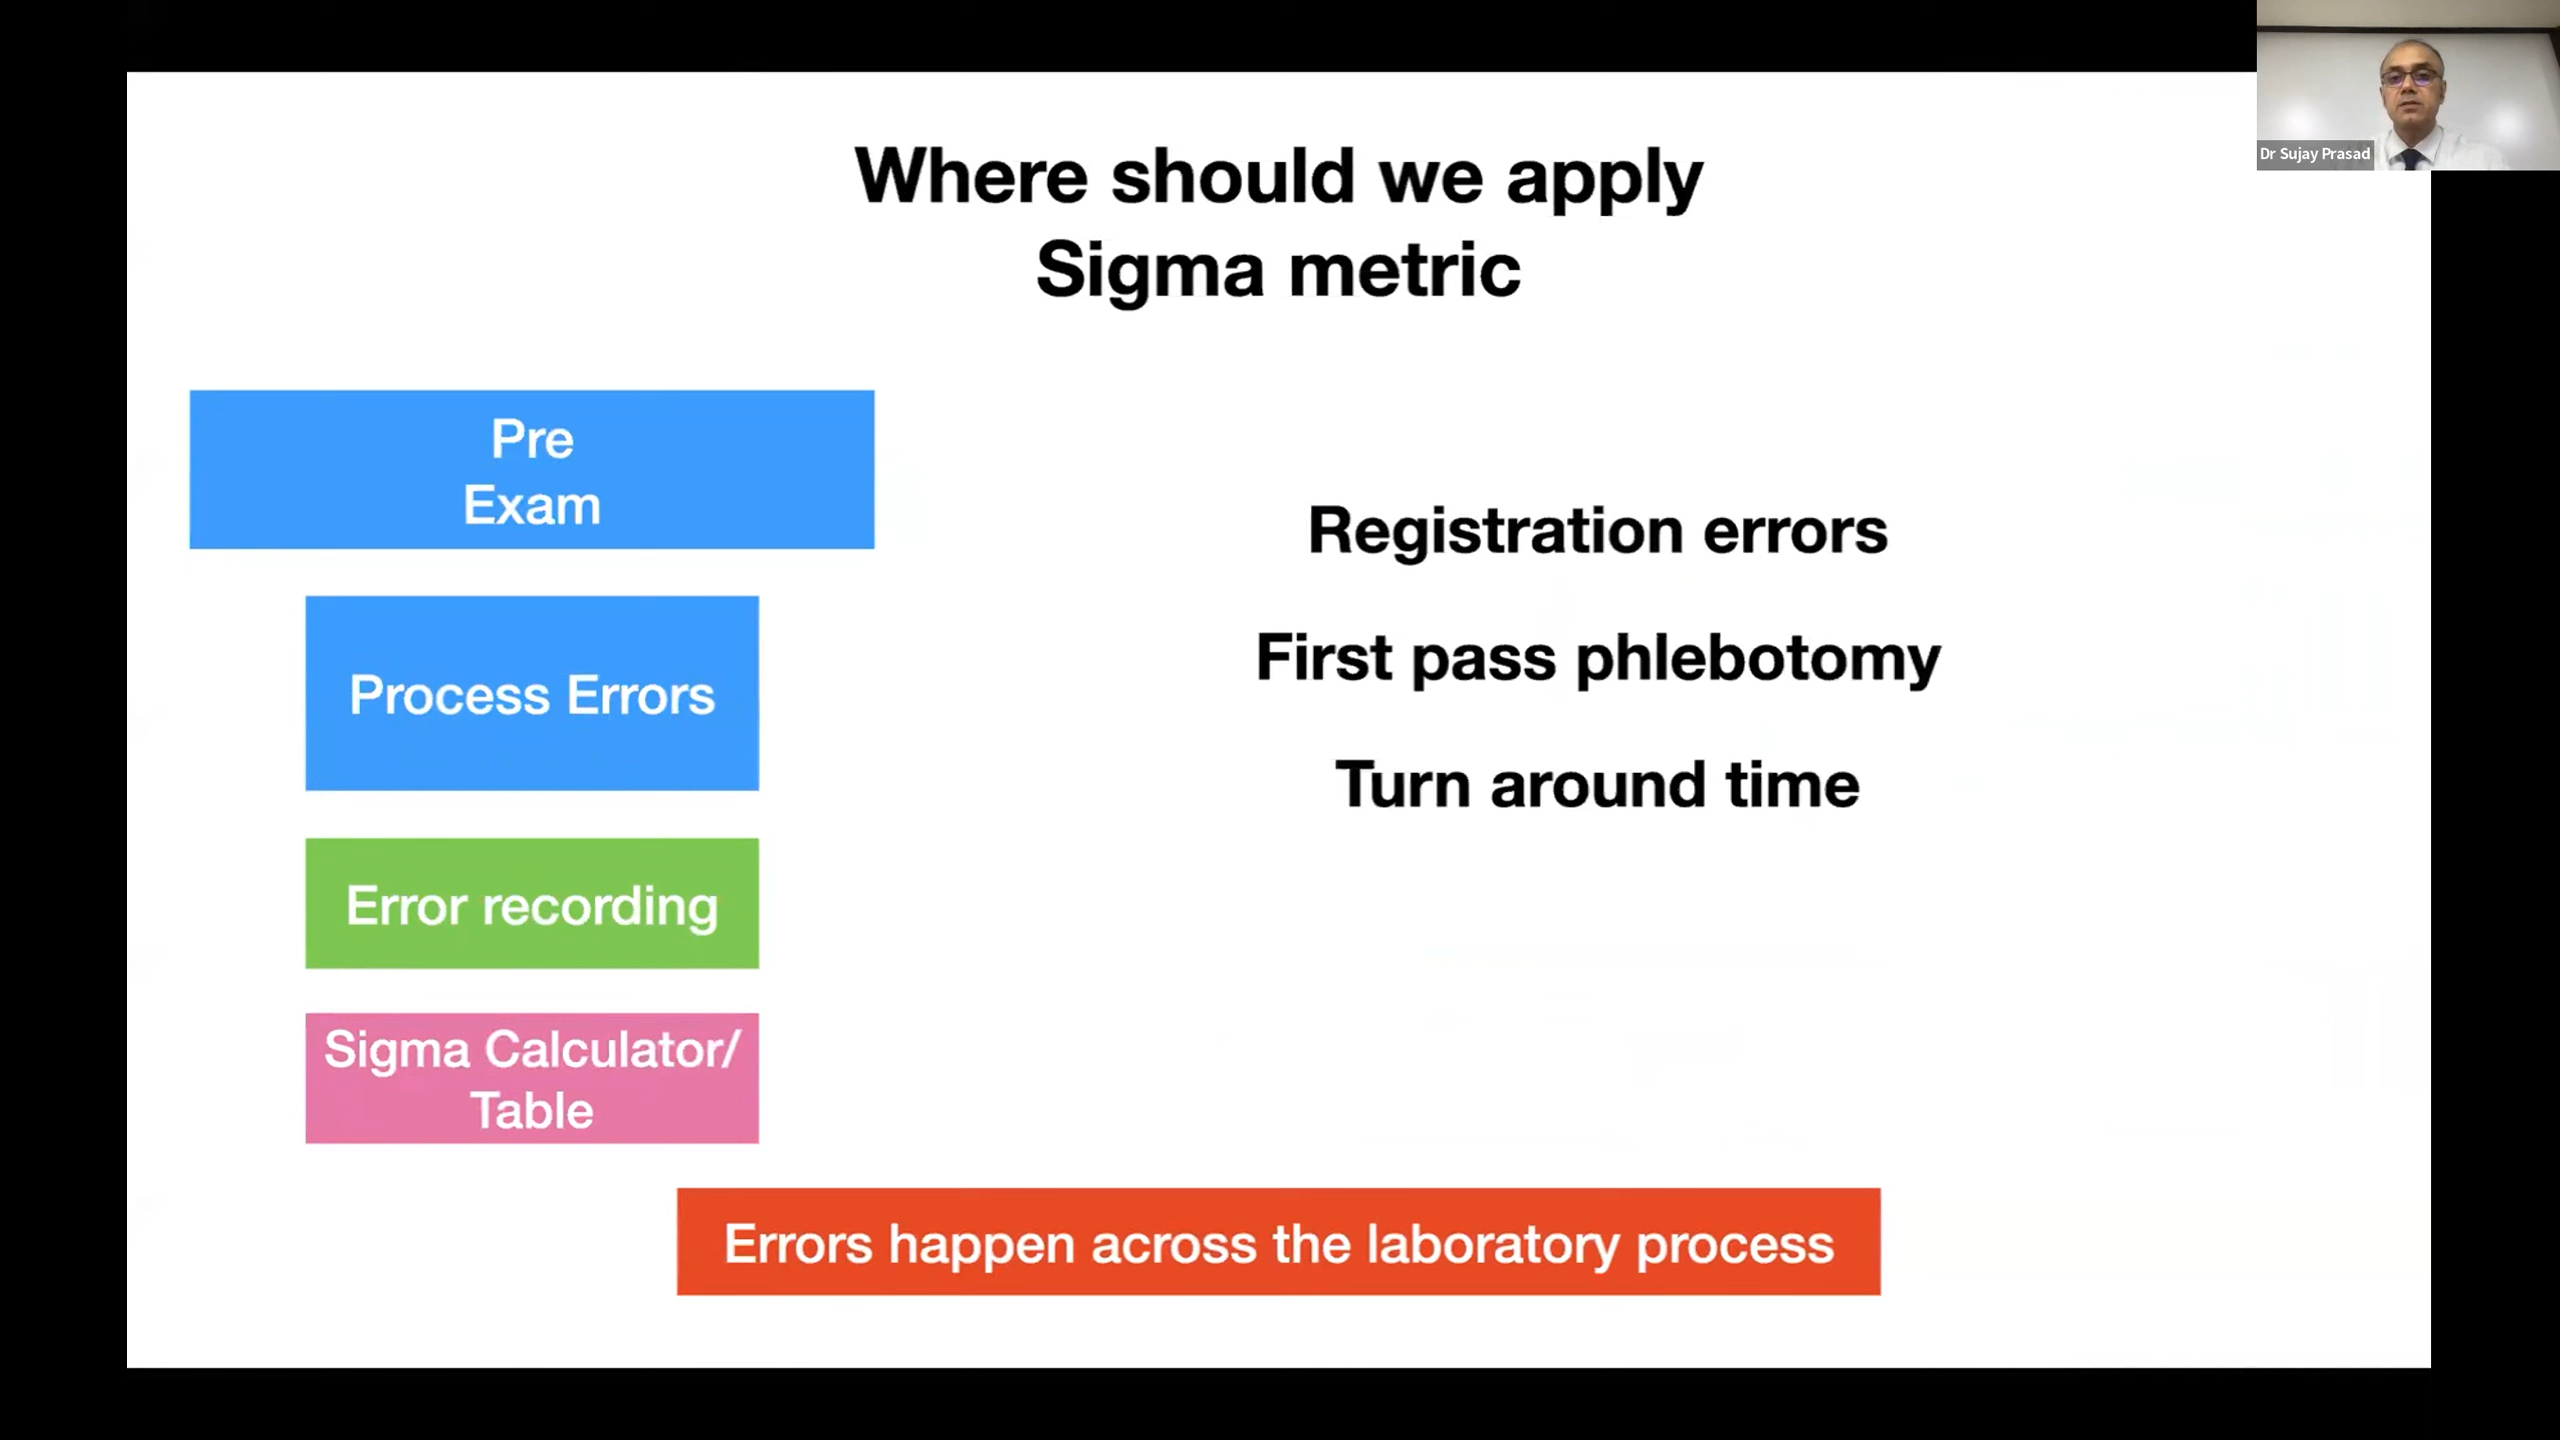 Where should we apply
Sigma metric
Dr Sujay Prasad
Pre
Exam
Process Errors
Error recording
Sigma Calculator/
Table
Registration errors
First pass phlebotomy
Turn around time
Errors happen across the laboratory process